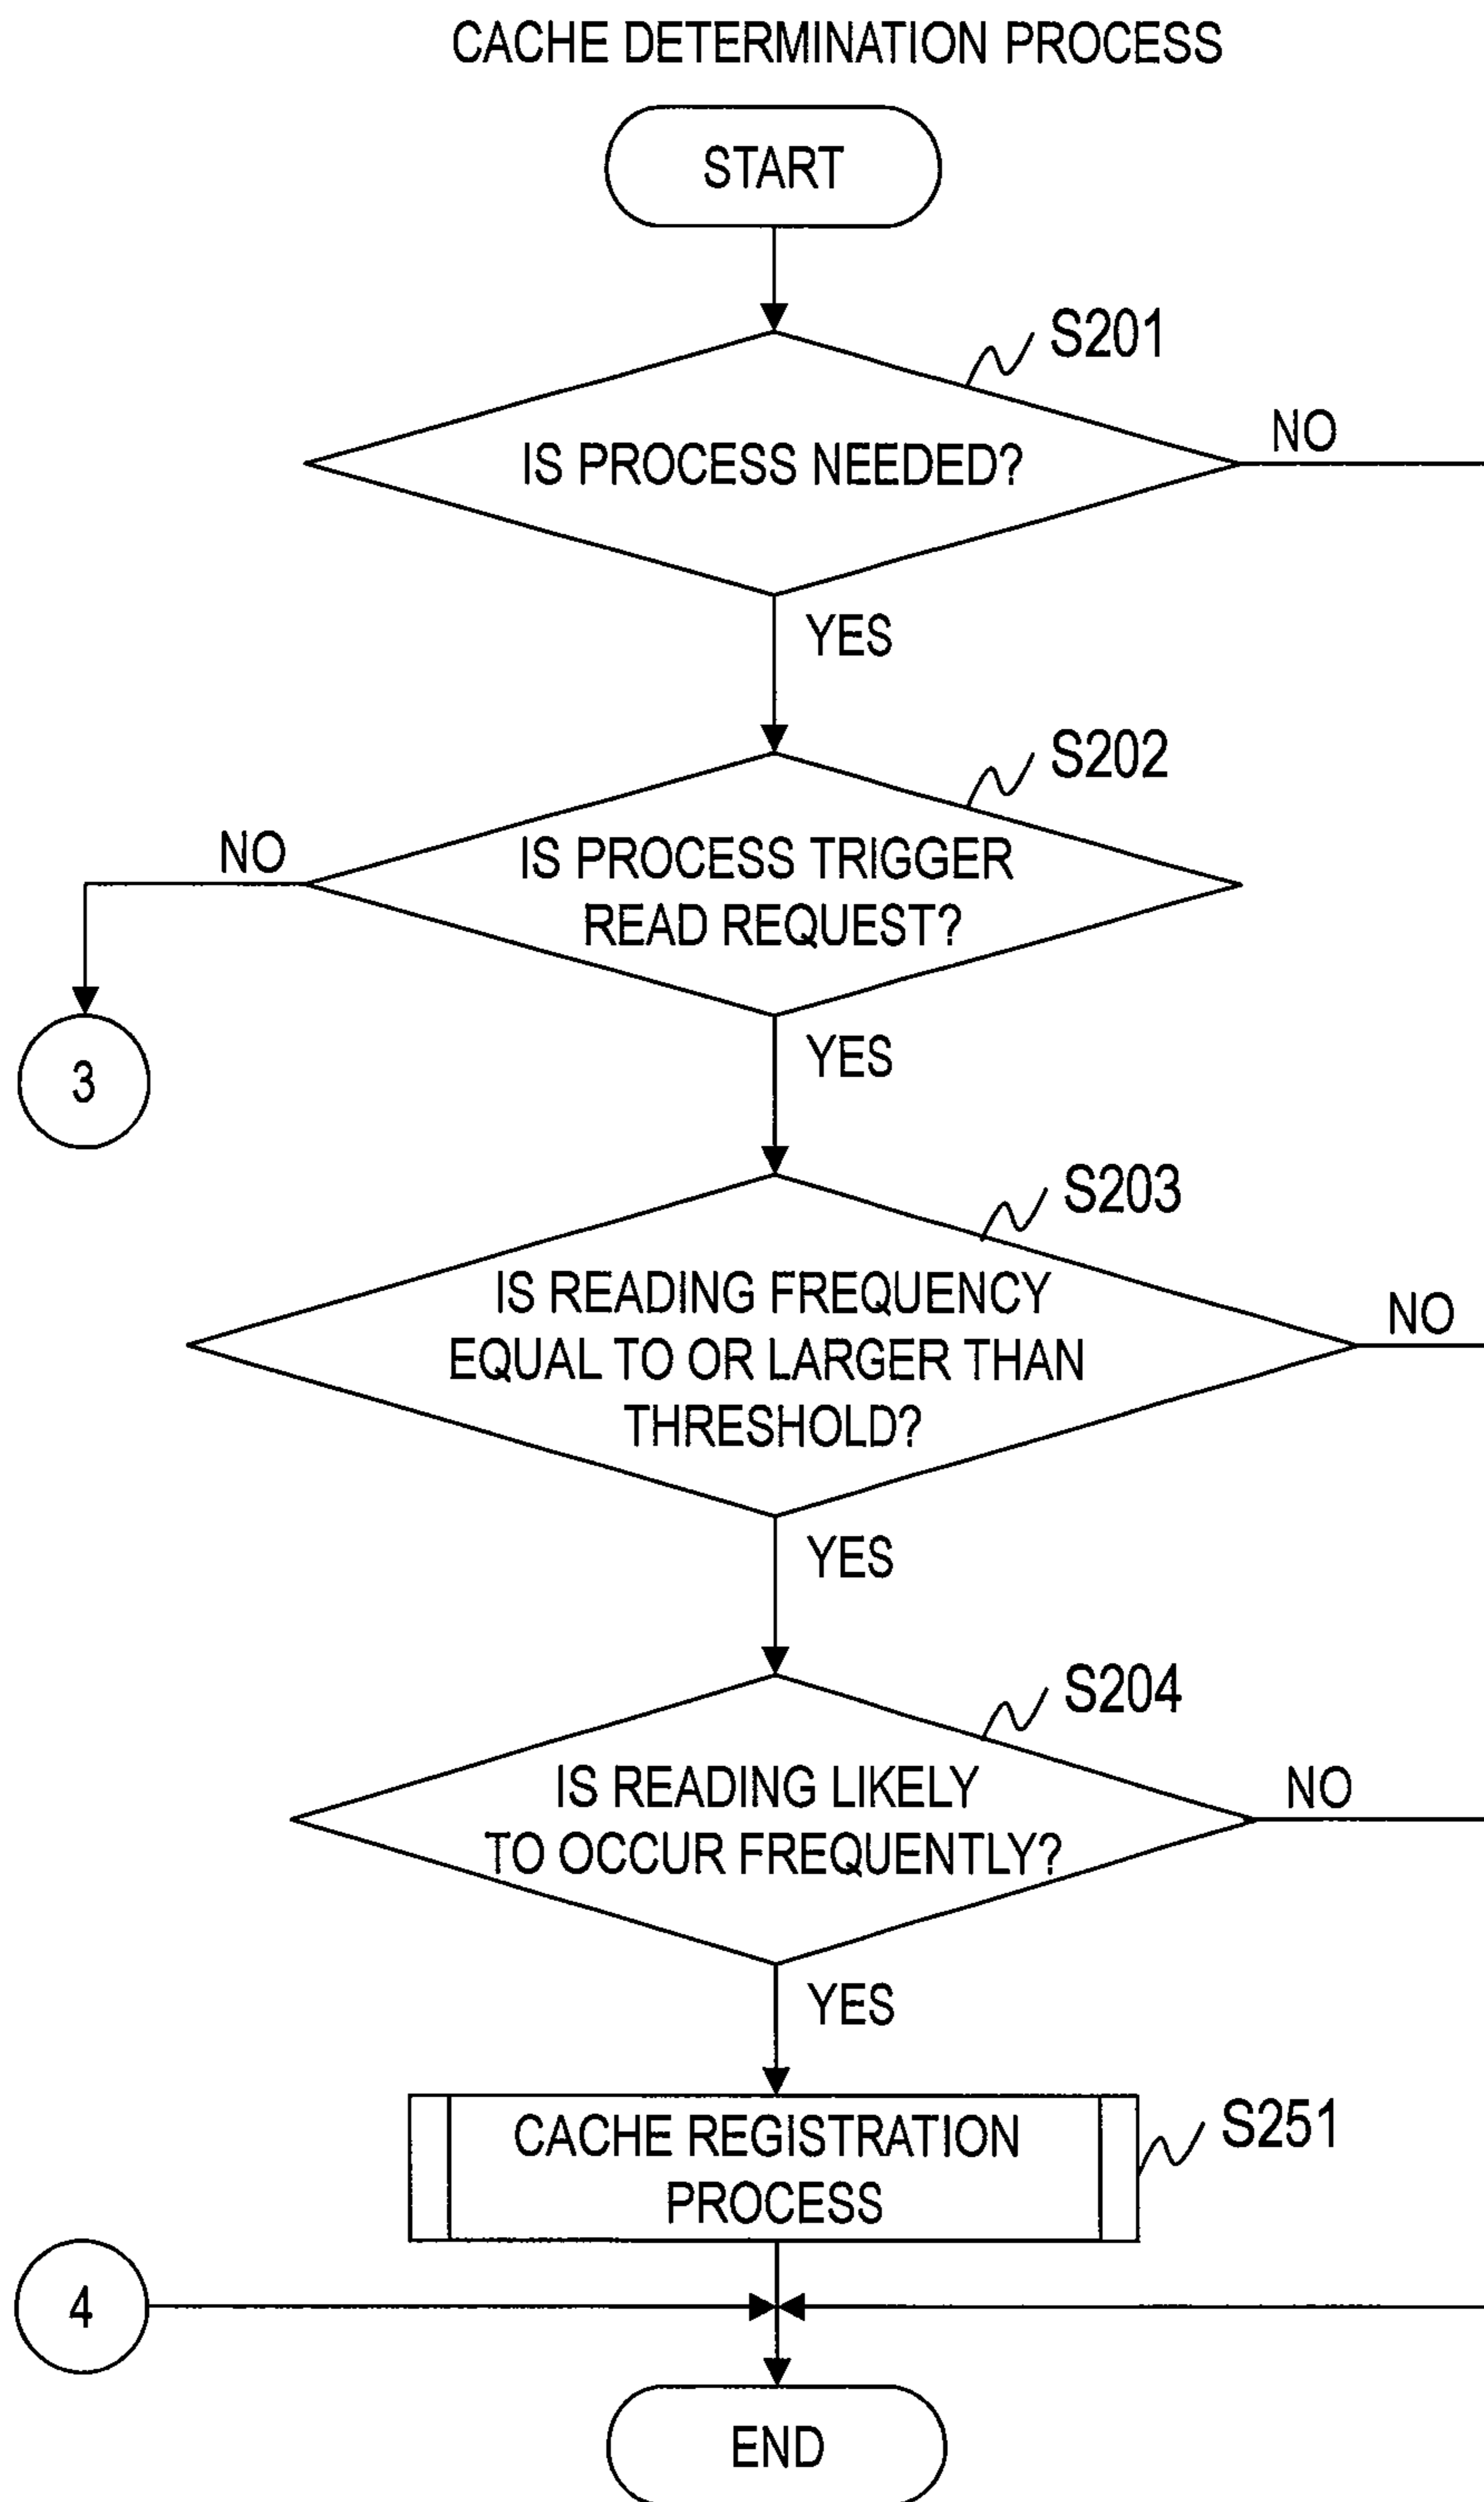 CACHE DETERMINATION PROCESS
START
S201
IS PROCESS NEEDED?
NO
YES
S202
NO
IS PROCESS TRIGGER
READ REQUEST?
3
YES
S203
IS READING FREQUENCY
EQUAL TO OR LARGER THAN
THRESHOLD?
NO
YES
S204
IS READING LIKELY
TO OCCUR FREQUENTLY?
NO
YES
CACHE REGISTRATION
PROCESS
S251
4
END